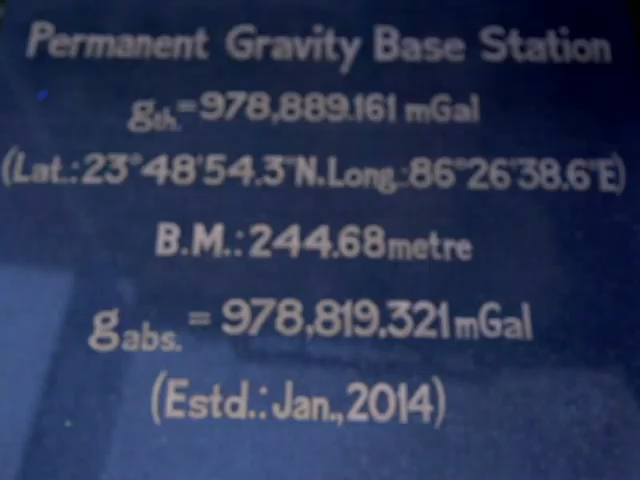 Permanent Gravity Base Station
gth.=978,889.161 mGal
(Lat.:23°48'54.3"N.Long.:86°26'38.6"E)
B.M.:244.68metre
gabs. = 978,819.321mGal
(Estd.:Jan.,2014)